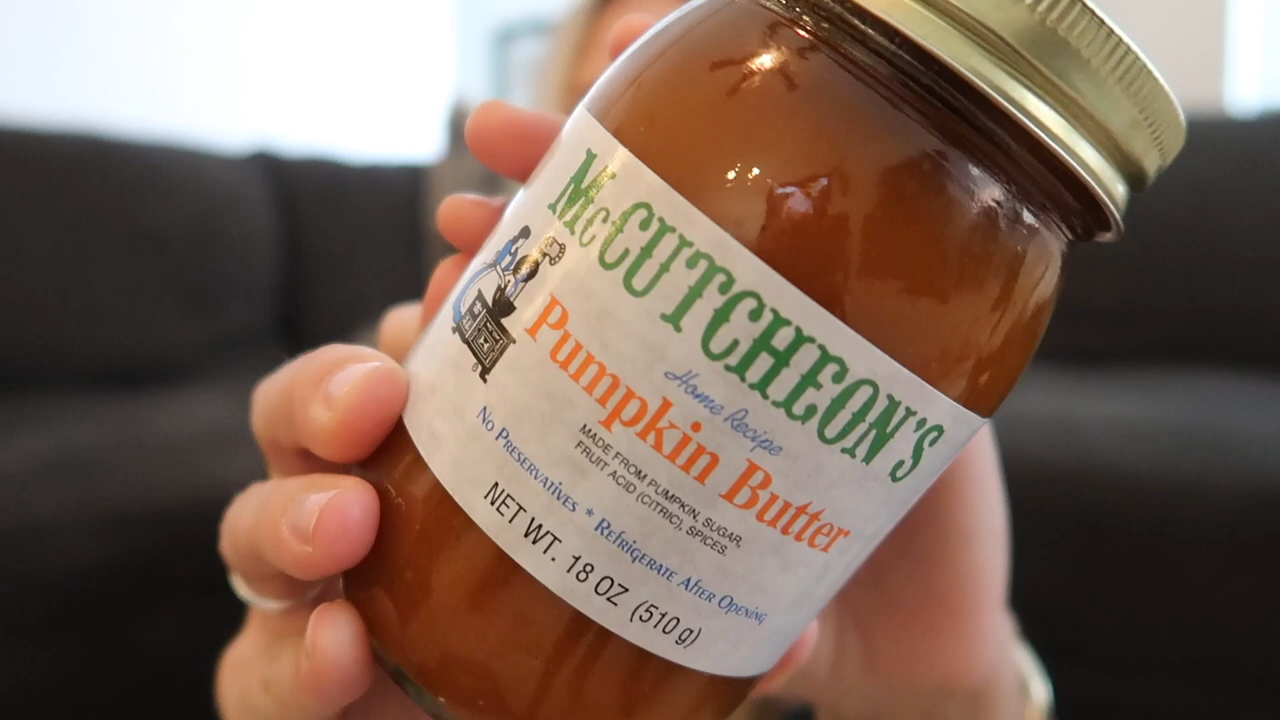 McCUTCHEON'S
Home Recipe
Pumpkin Butter
MADE FROM PUMPKIN, SUGAR,
FRUIT ACID (CITRIC), SPICES.
No Preservatives * Refrigerate After Opening
NET WT. 18 OZ (510 g)